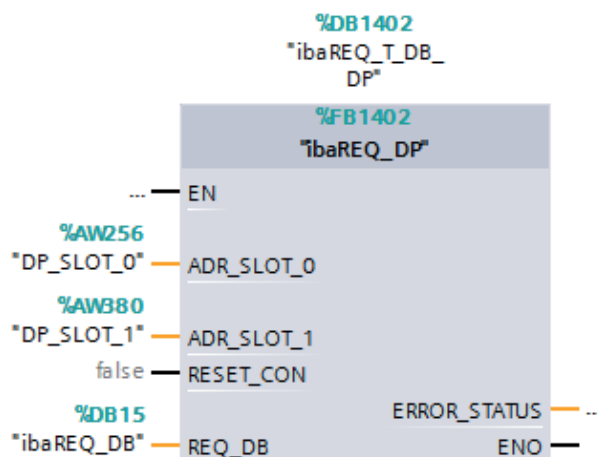 %DB1402
"ibaREQ_T_DB_
DP"
%FB1402
"ibaREQ_DP"
... EN
%AW256
"DP_SLOT_0" ADR_SLOT_0
%AW380
"DP_SLOT_1" ADR_SLOT_1
false RESET_CON
ERROR_STATUS ...
%DB15
"ibaREQ_DB" REQ_DB ENO